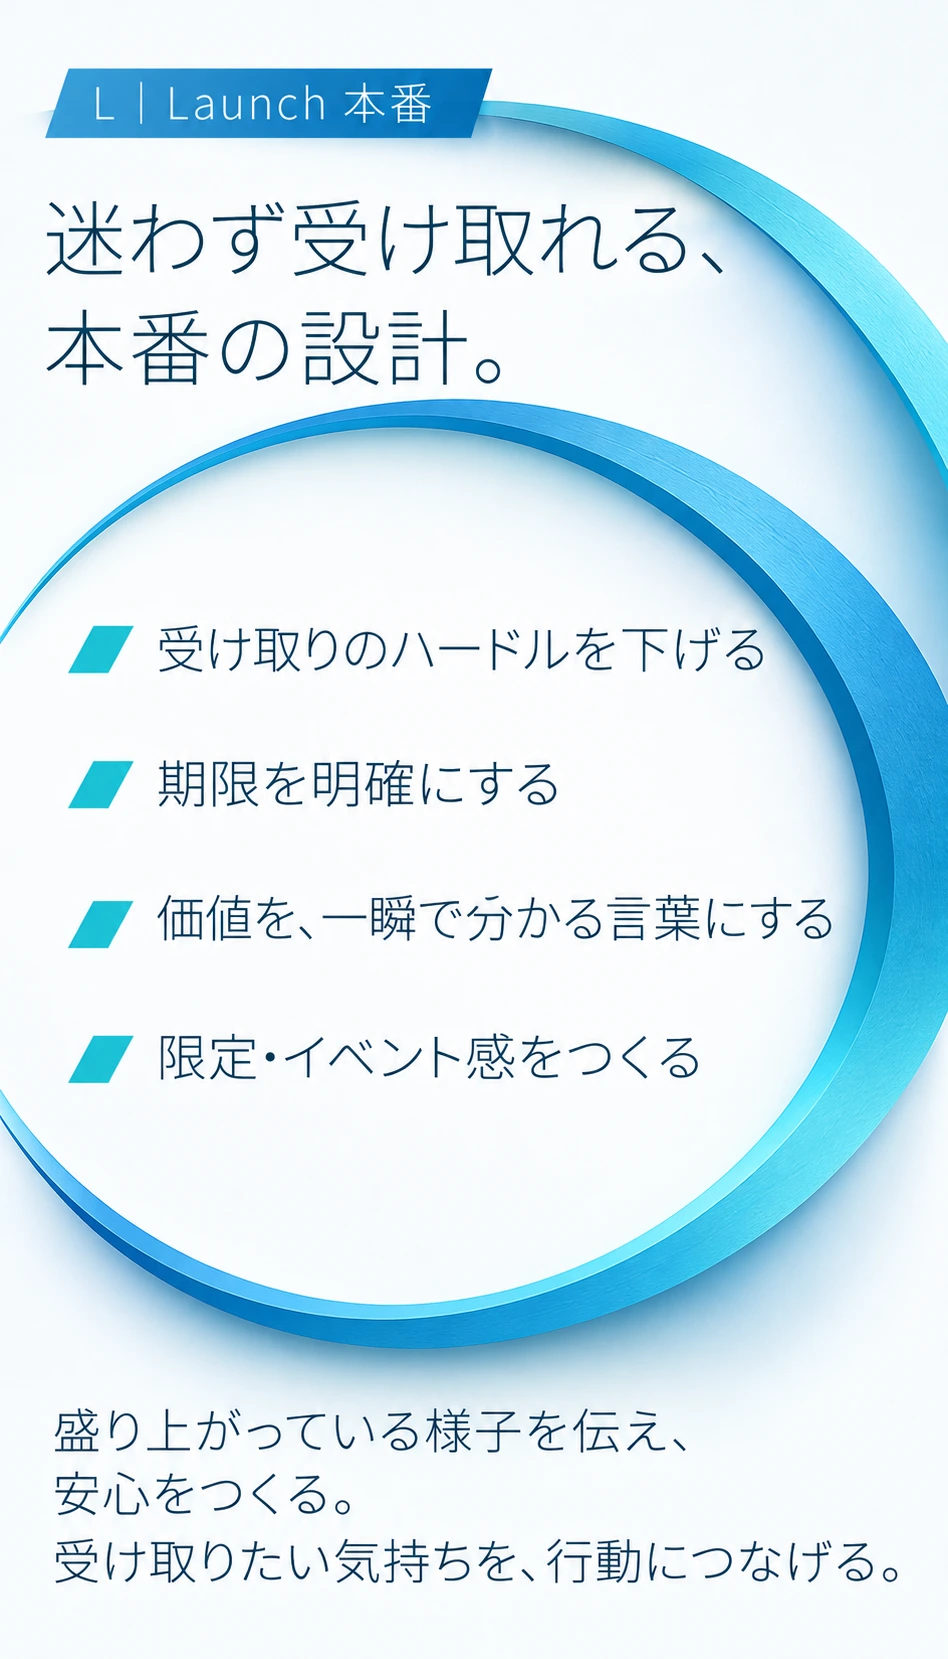 L｜Launch 本番
迷わず受け取れる、
本番の設計。
受け取りのハードルを下げる
期限を明確にする
価値を、一瞬で分かる言葉にする
限定・イベント感をつくる
盛り上がっている様子を伝え、
安心をつくる。
受け取りたい気持ちを、行動につなげる。